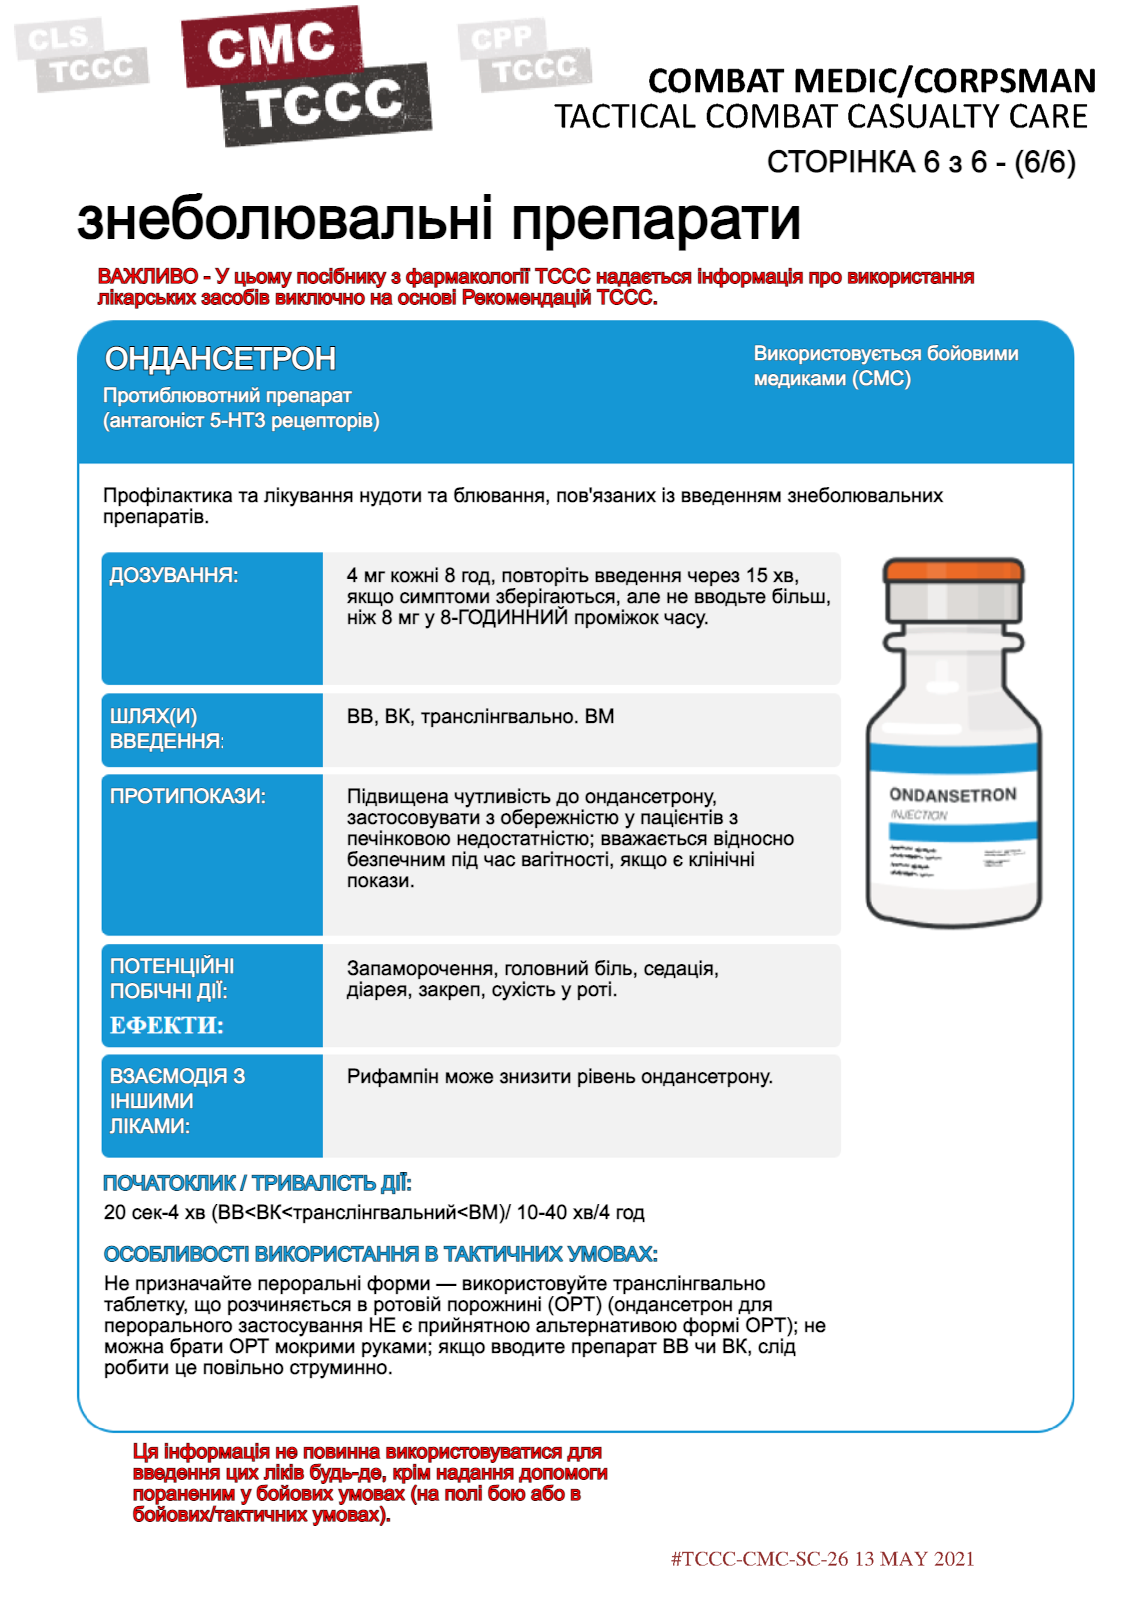 CLS
TCCC
CMC
TCCC
CPP
TCCC
COMBAT MEDIC/CORPSMAN
TACTICAL COMBAT CASUALTY CARE
СТОРІНКА 6 з 6 - (6/6)
знеболювальні препарати
ВАЖЛИВО - У цьому посібнику з фармакології ТССС надається інформація про використання
лікарських засобів виключно на основі Рекомендацій ТССС.
ОНДАНСЕТРОН
Протиблювотний препарат
(антагоніст 5-НТ3 рецепторів)
Використовується бойовими
медиками (СМС)
Профілактика та лікування нудоти та блювання, пов'язаних із введенням знеболювальних
препаратів.
ДОЗУВАННЯ:
4 мг кожні 8 год, повторіть введення через 15 хв,
якщо симптоми зберігаються, але не вводьте більш,
ніж 8 мг у 8-ГОДИННИЙ проміжок часу.
ШЛЯХ(И)
ВВЕДЕННЯ:
ВВ, ВК, транслінгвально. ВМ
ПРОТИПОКАЗИ:
Підвищена чутливість до ондансетрону,
застосовувати з обережністю у пацієнтів з
печінковою недостатністю; вважається відносно
безпечним під час вагітності, якщо є клінічні
покази.
ONDANSETRON
INJECTION
ПОТЕНЦІЙНІ
ПОБІЧНІ ДІЇ:
ЕФЕКТИ:
Запаморочення, головний біль, седація,
діарея, закреп, сухість у роті.
ВЗАЄМОДІЯ З
ІНШИМИ
ЛІКАМИ:
Рифампін може знизити рівень ондансетрону.
ПОЧАТОКЛИК / ТРИВАЛІСТЬ ДІЇ:
20 сек-4 хв (ВВ<ВК<транслінгвальний<ВМ)/ 10-40 хв/4 год
ОСОБЛИВОСТІ ВИКОРИСТАННЯ В ТАКТИЧНИХ УМОВАХ:
Не призначайте пероральні форми — використовуйте транслінгвально
таблетку, що розчиняється в ротовій порожнині (ОРТ) (ондансетрон для
перорального застосування НЕ є прийнятною альтернативою формі ОРТ); не
можна брати ОРТ мокрими руками; якщо вводите препарат ВВ чи ВК, слід
робити це повільно струминно.
Ця інформація не повинна використовуватися для
введення цих ліків будь-де, крім надання допомоги
пораненим у бойових умовах (на полі бою або в
бойових/тактичних умовах).
#TCCC-CMC-SC-26 13 MAY 2021